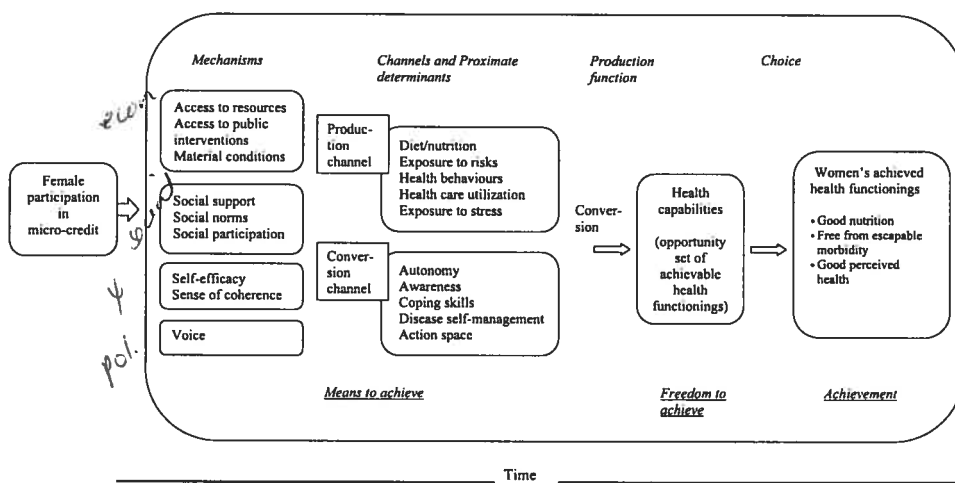 Mechanisms
Channels and Proximate
determinants
Production
function
Choice
econ
Access to resources
Access to public
interventions
Material conditions
Female
participation
in
micro-credit
Social support
Social norms
Social participation
ψ
Self-efficacy
Sense of coherence
pol.
Voice
Produc-
tion
channel
Diet/nutrition
Exposure to risks
Health behaviours
Health care utilization
Exposure to stress
Conver-
sion
channel
Autonomy
Awareness
Coping skills
Disease self-management
Action space
Conver-
sion
Health
capabilities
(opportunity
set of
achievable
health
functionings)
Women's achieved
health functionings
• Good nutrition
• Free from escapable
morbidity
• Good perceived
health
Means to achieve
Freedom to
achieve
Achievement
Time